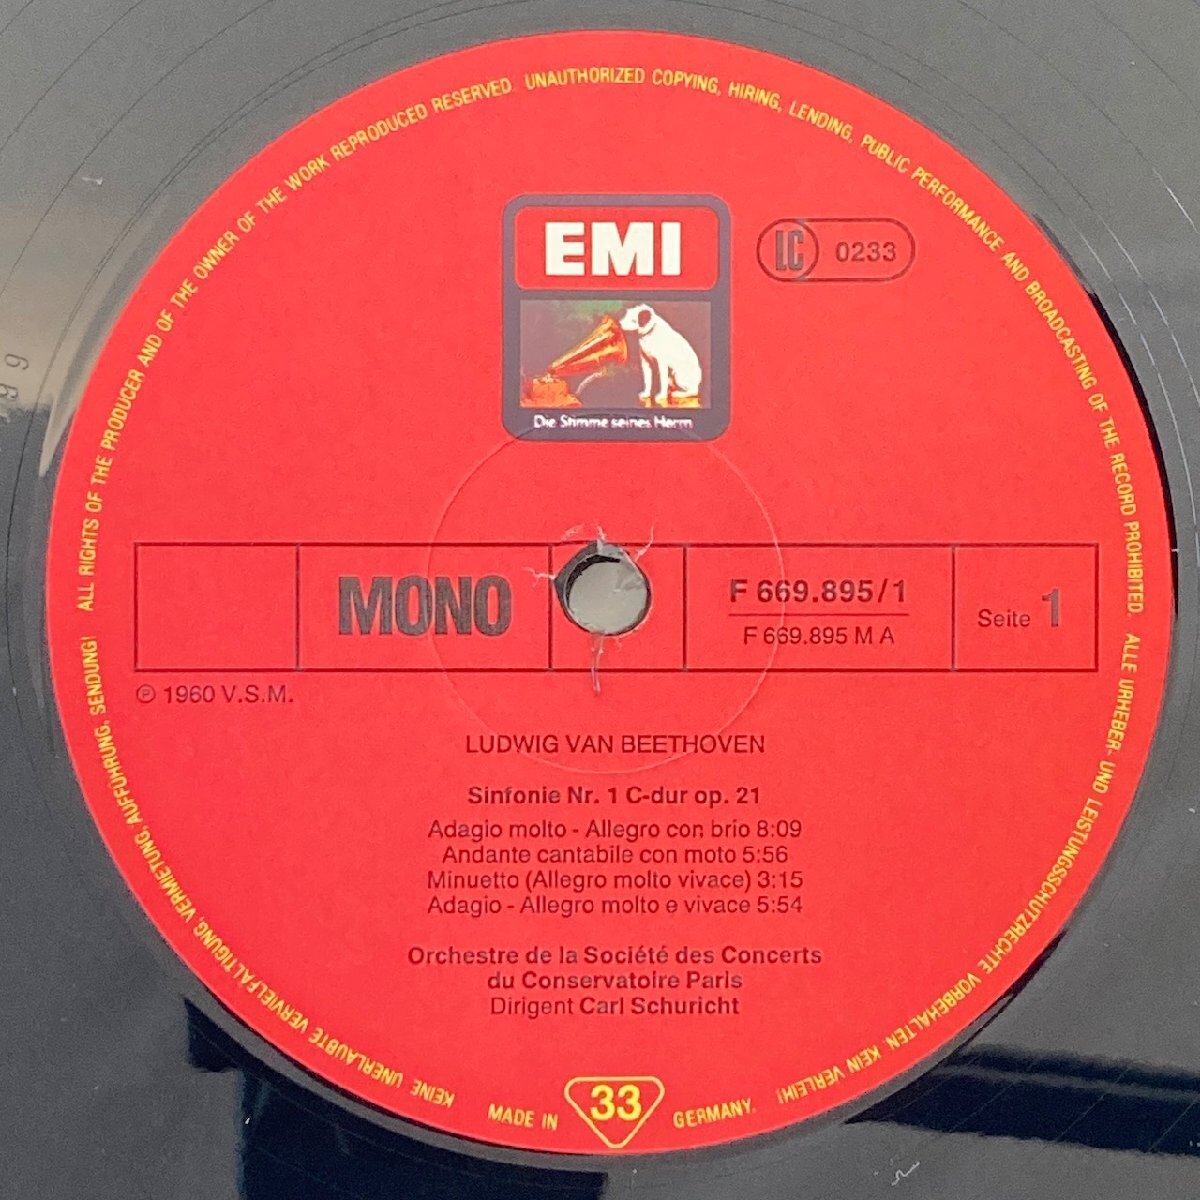 ALL RIGHTS OF THE PRODUCER AND OF THE OWNER OF THE WORK REPRODUCED RESERVED. UNAUTHORIZED COPYING, HIRING, LENDING, PUBLIC PERFORMANCE AND BROADCASTING OF THE RECORD PROHIBITED.
EMI
LC 0233
Die Stimme seines Herrn
MONO
F 669.895/1
F 669.895 M A
Seite 1
℗ 1960 V.S.M.
LUDWIG VAN BEETHOVEN
Sinfonie Nr. 1 C-dur op. 21
Adagio molto - Allegro con brio 8:09
Andante cantabile con moto 5:56
Minuetto (Allegro molto vivace) 3:15
Adagio - Allegro molto e vivace 5:54
Orchestre de la Société des Concerts
du Conservatoire Paris
Dirigent Carl Schuricht
ALLE URHEBER- UND LEISTUNGSSCHUTZRECHTE VORBEHALTEN. KEIN VERLEIH!
KEINE UNERLAUBTE VERVIELFÄLTIGUNG, VERMIETUNG, AUFFÜHRUNG, SENDUNG!
MADE IN 33 GERMANY.